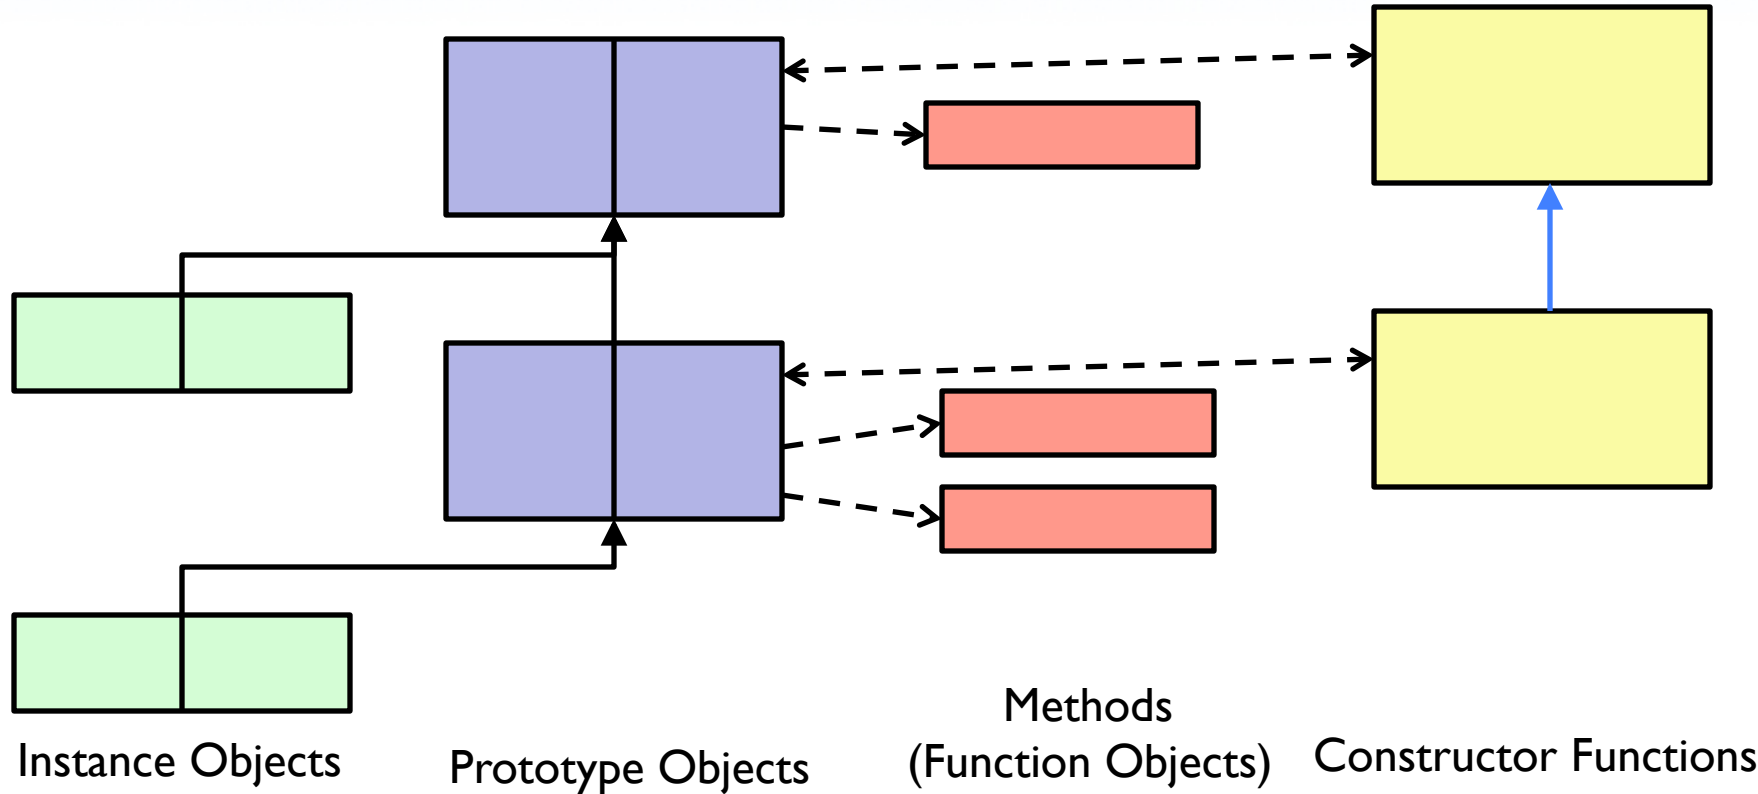 Instance Objects
Prototype Objects
Methods
(Function Objects)
Constructor Functions